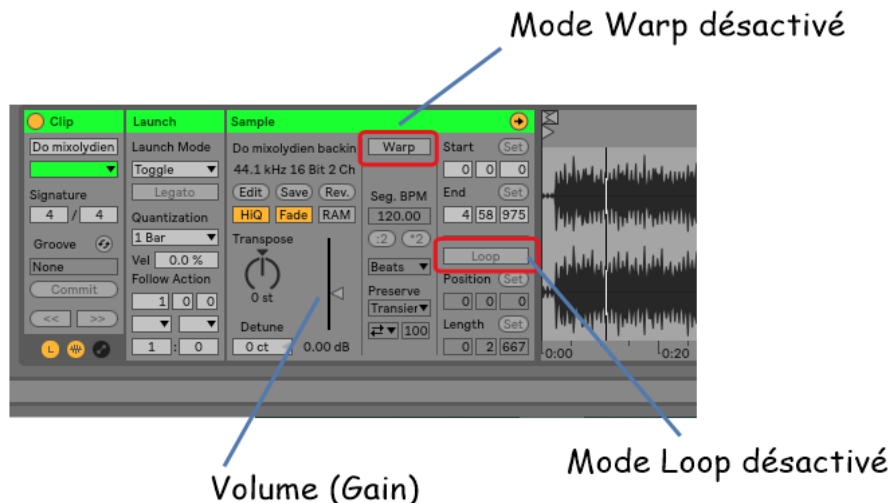 Mode Warp désactivé
Clip
Launch
Sample
Do mixolydien
Launch Mode
Do mixolydien backin
Warp
Start
Set
Toggle
44.1 kHz 16 Bit 2 Ch
0 0 0
Signature
Legato
Edit
Save
Rev.
Seg. BPM
End
Set
4 / 4
Quantization
HiQ
Fade
RAM
120.00
4 58 975
Groove
1 Bar
Transpose
:2
*2
Loop
None
Vel 0.0 %
Beats
Position
Set
Commit
Follow Action
0 st
Preserve
0 0 0
<< >>
1 0 0
Transier
Length
Set
Detune
100
L
1 : 0
0 ct
0.00 dB
0 2 667
0:00
0:20
Mode Loop désactivé
Volume (Gain)